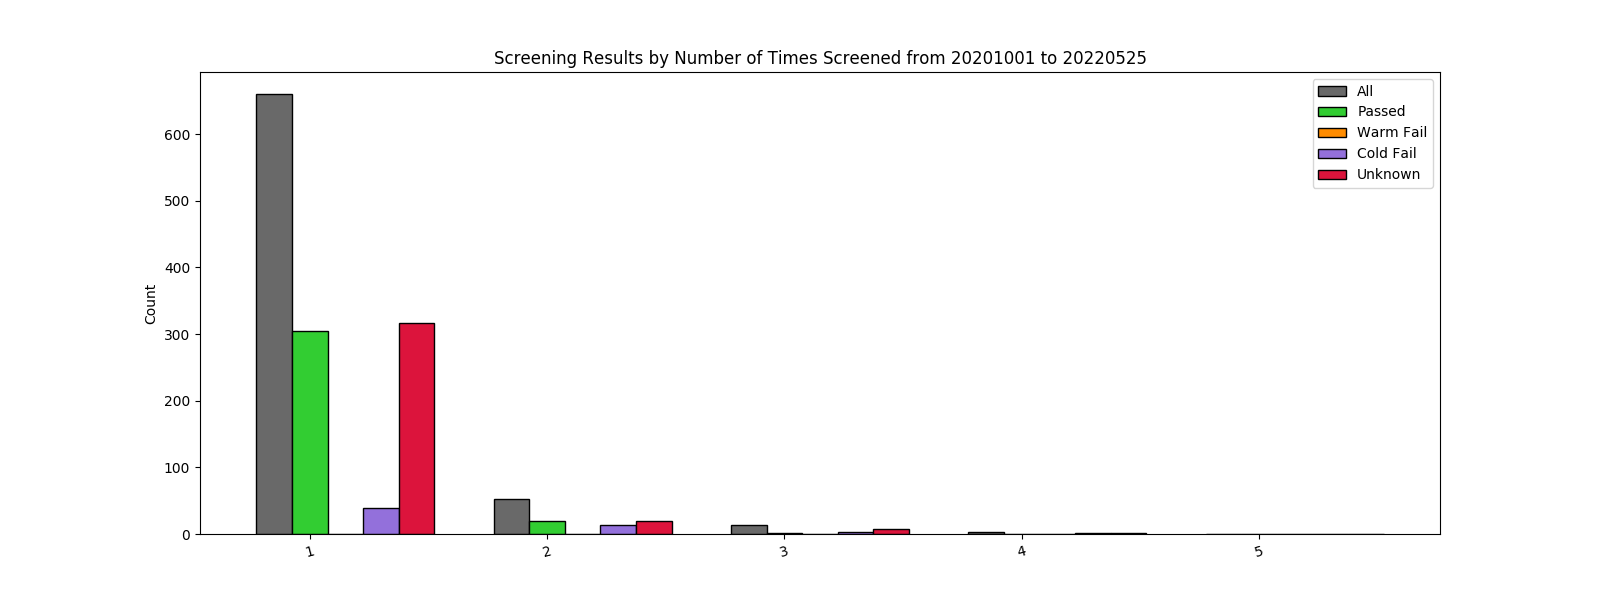 Screening Results by Number of Times Screened from 20201001 to 20220525
All
Passed
Warm Fail
Cold Fail
Unknown
Count
600
500
400
300
200
100
0
1
2
3
4
5